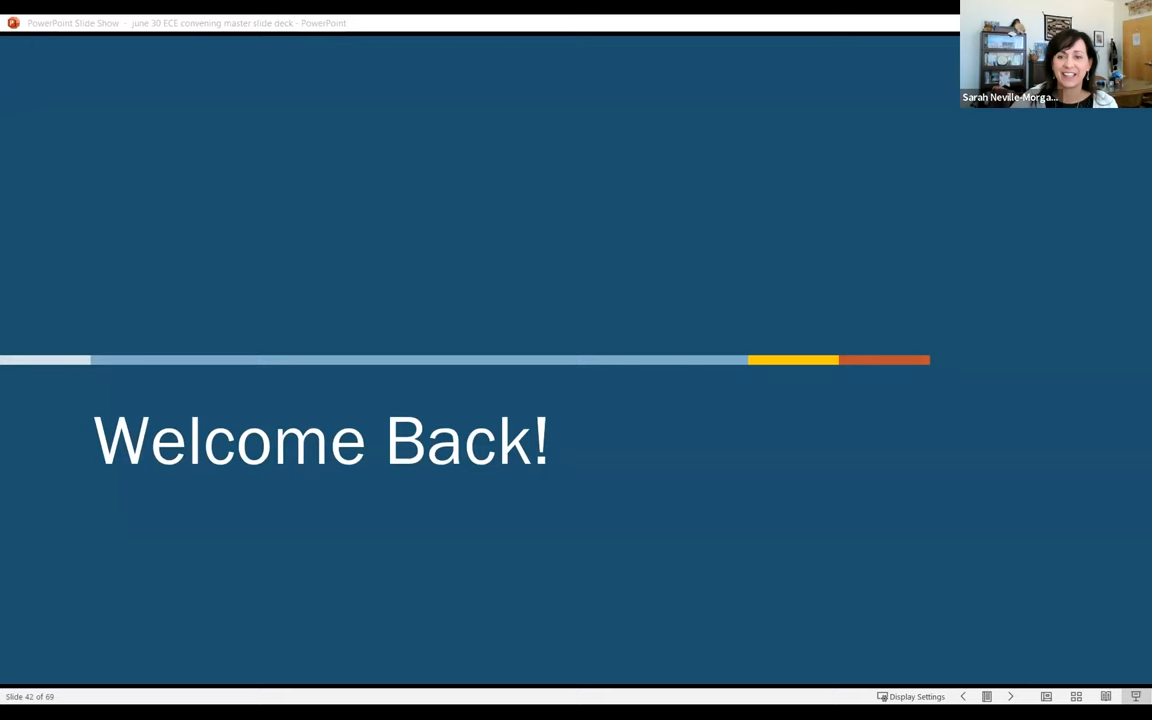 PowerPoint Slide Show - june 30 ECE convening master slide deck - PowerPoint
Sarah Neville-Morga...
Welcome Back!
Slide 42 of 69
Display Settings